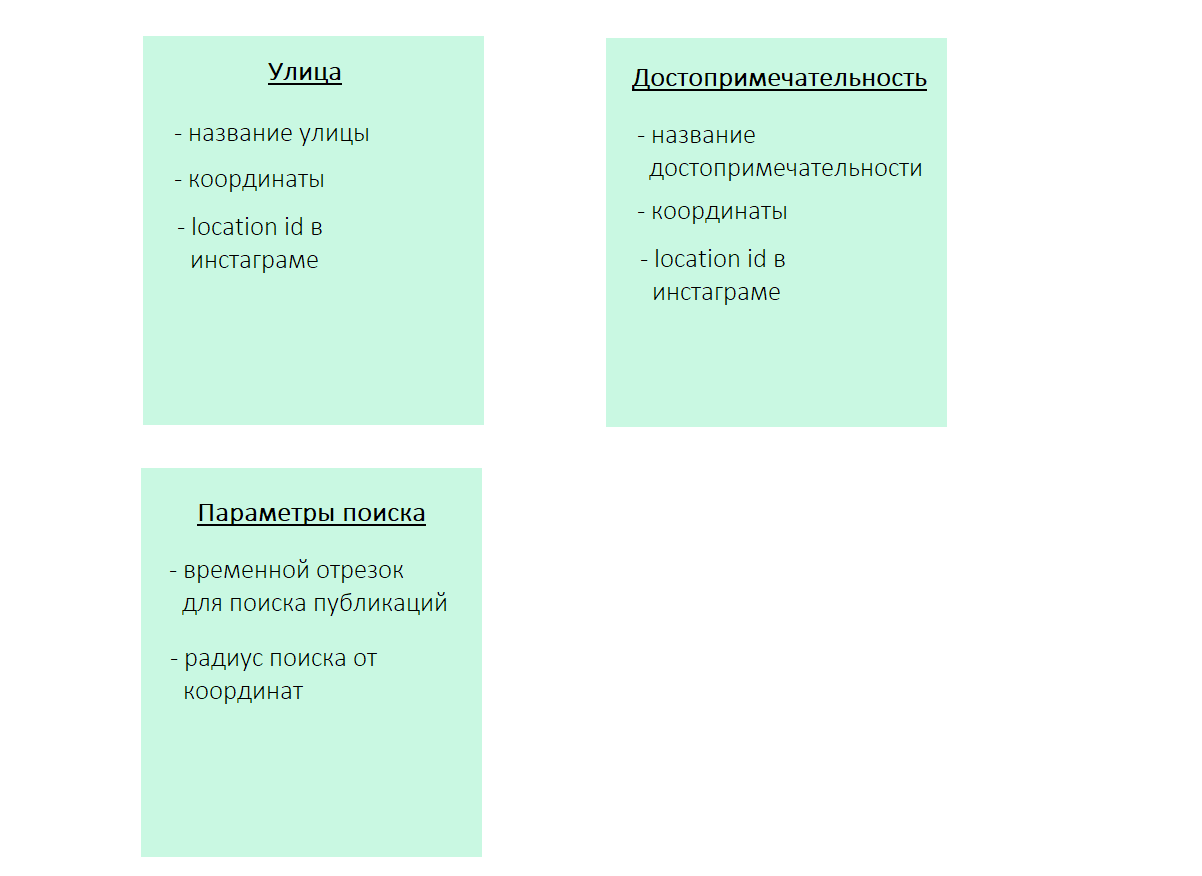 Улица
- название улицы
- координаты
- location id в
инстаграме
Достопримечательность
- название
достопримечательности
- координаты
- location id в
инстаграме
Параметры поиска
- временной отрезок
для поиска публикаций
- радиус поиска от
координат